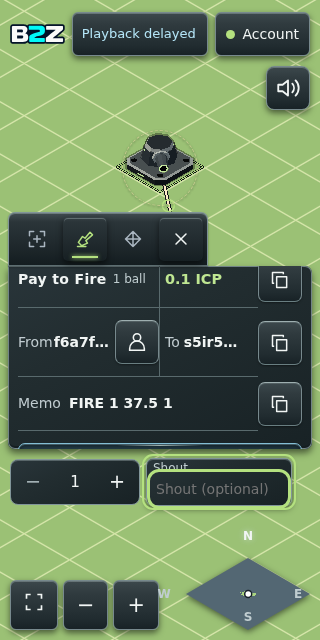 B2Z
Playback delayed
Account
Pay to Fire 1 ball
0.1 ICP
From f6a7f...
To s5ir5...
Memo FIRE 1 37.5 1
− 1 +
Shout
Shout (optional)
N
W
E
S
− +